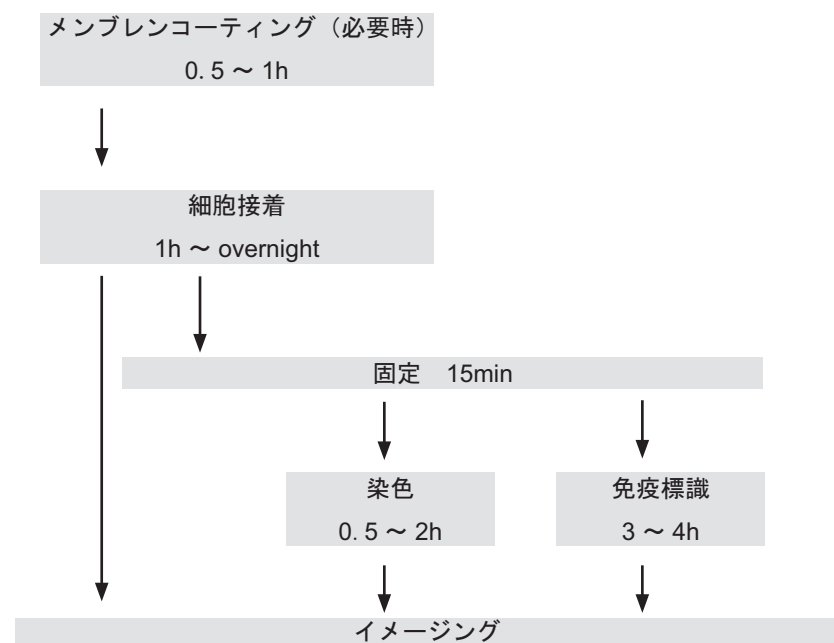 メンブレンコーティング（必要時）
0.5 ～ 1h
細胞接着
1h ～ overnight
固定　15min
染色
0.5 ～ 2h
免疫標識
3 ～ 4h
イメージング